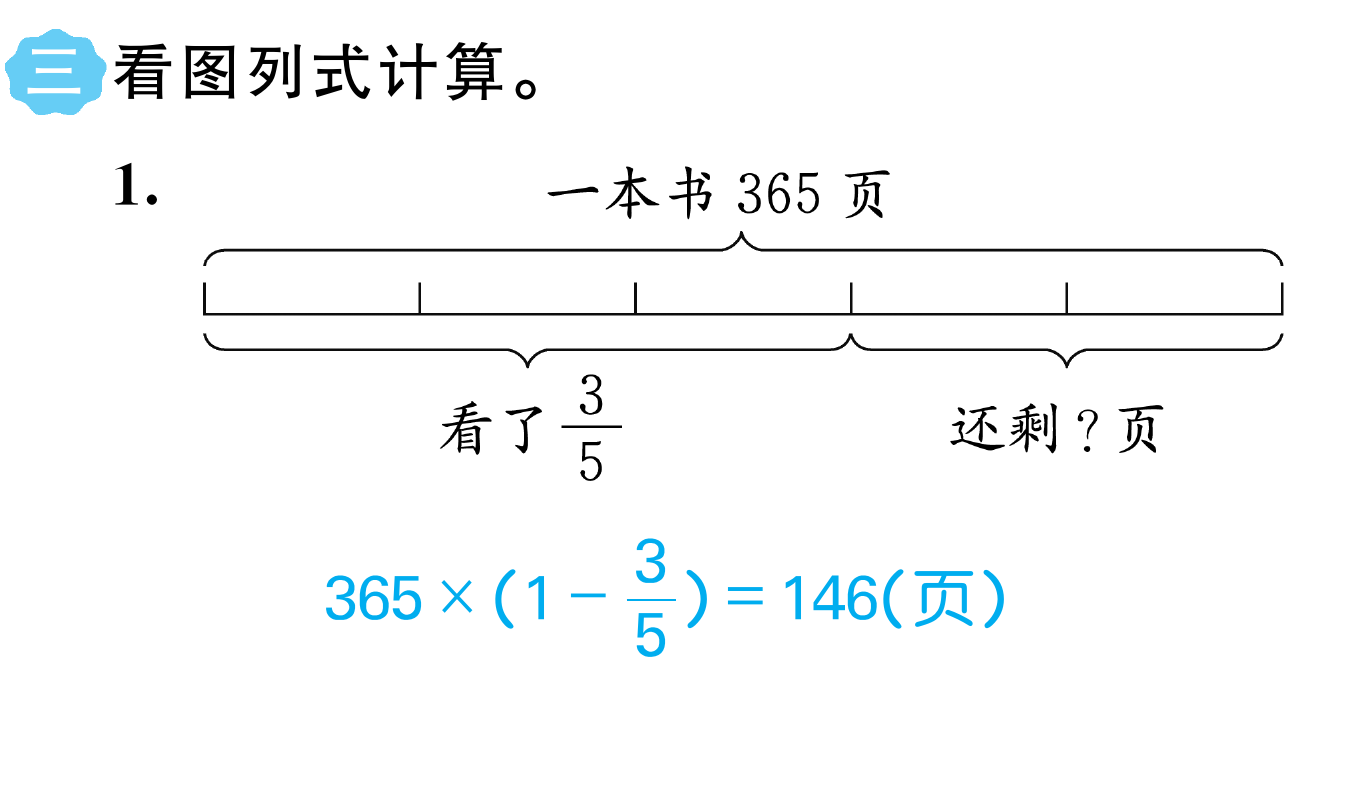 三 看图列式计算。
1.
一本书 365 页
看了 3/5 还剩?页
365 × (1 - 3/5) = 146(页)